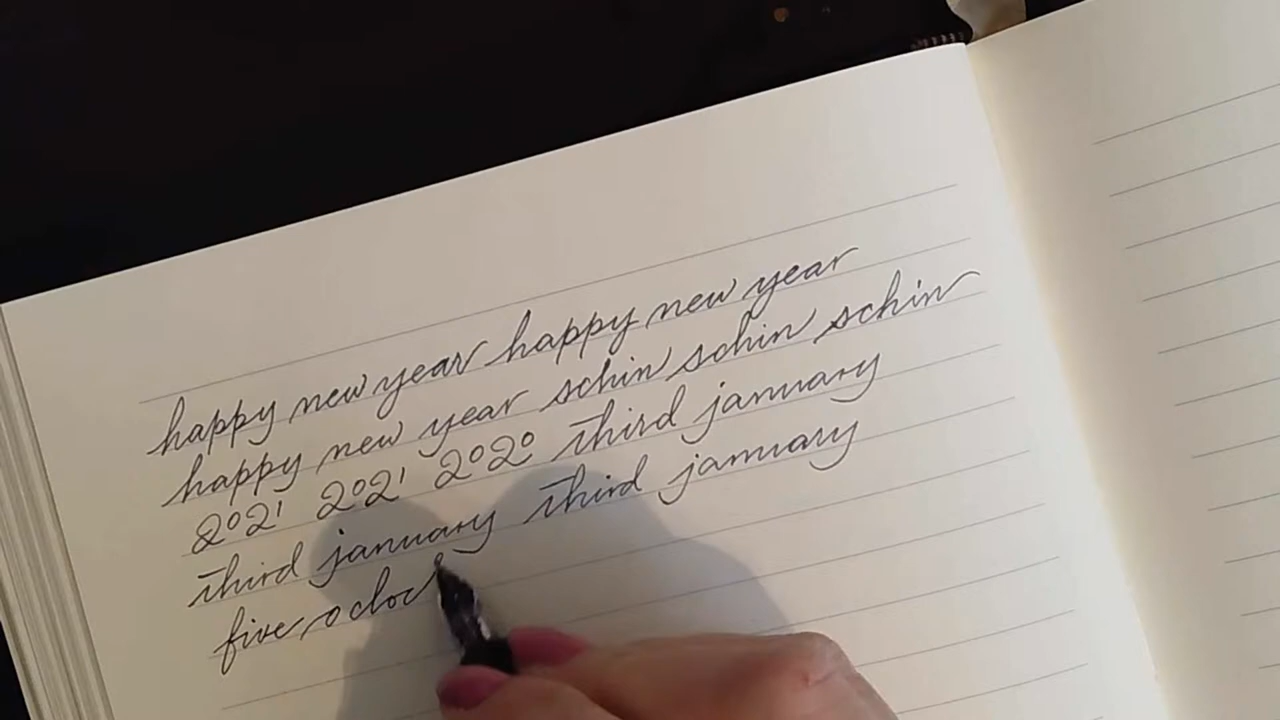 happy new year happy new year
happy new year schin schin schin
2021 2021 2020 third january
third january third january
five o cloc